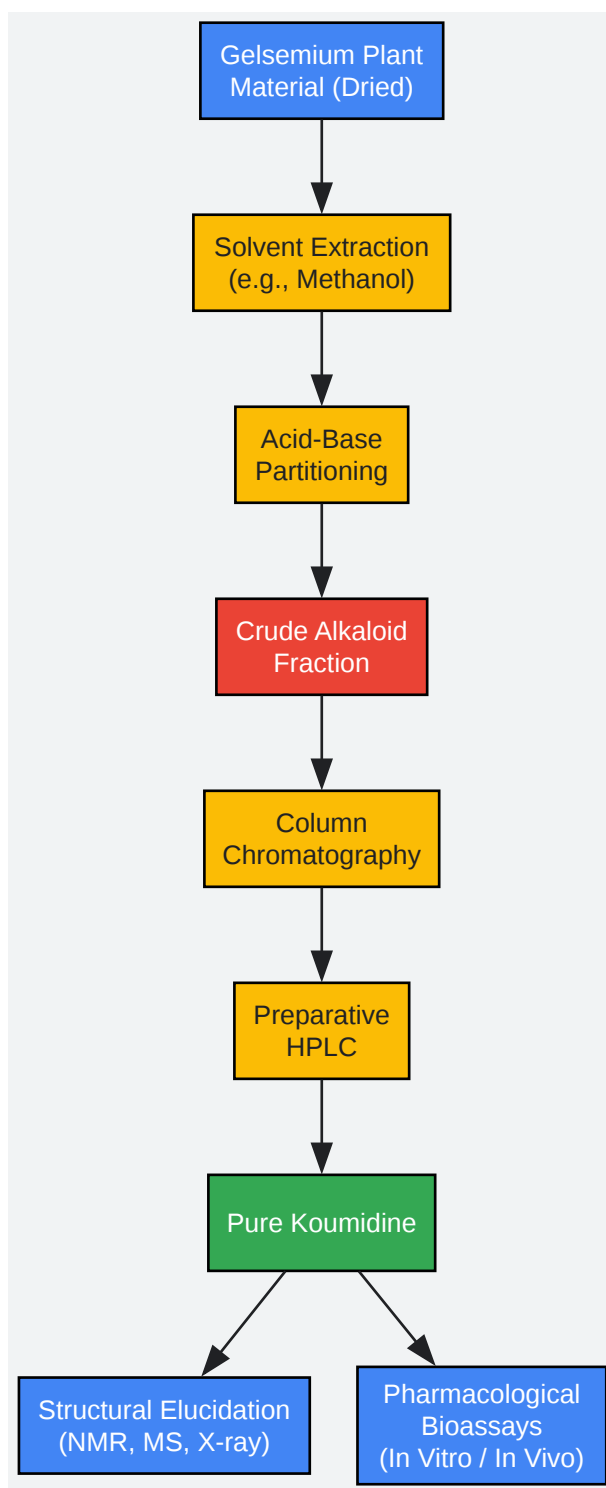 Gelsemium Plant
Material (Dried)
Solvent Extraction
(e.g., Methanol)
Acid-Base
Partitioning
Crude Alkaloid
Fraction
Column
Chromatography
Preparative
HPLC
Pure Koumidine
Structural Elucidation
(NMR, MS, X-ray)
Pharmacological
Bioassays
(In Vitro / In Vivo)